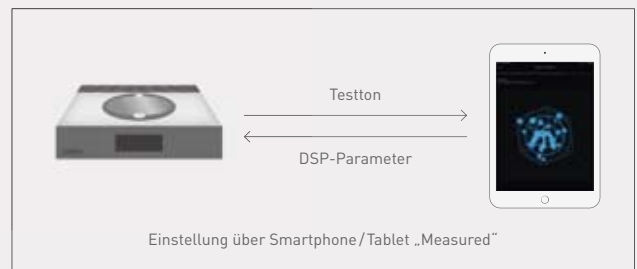 Testton
DSP-Parameter
Einstellung über Smartphone/Tablet „Measured“